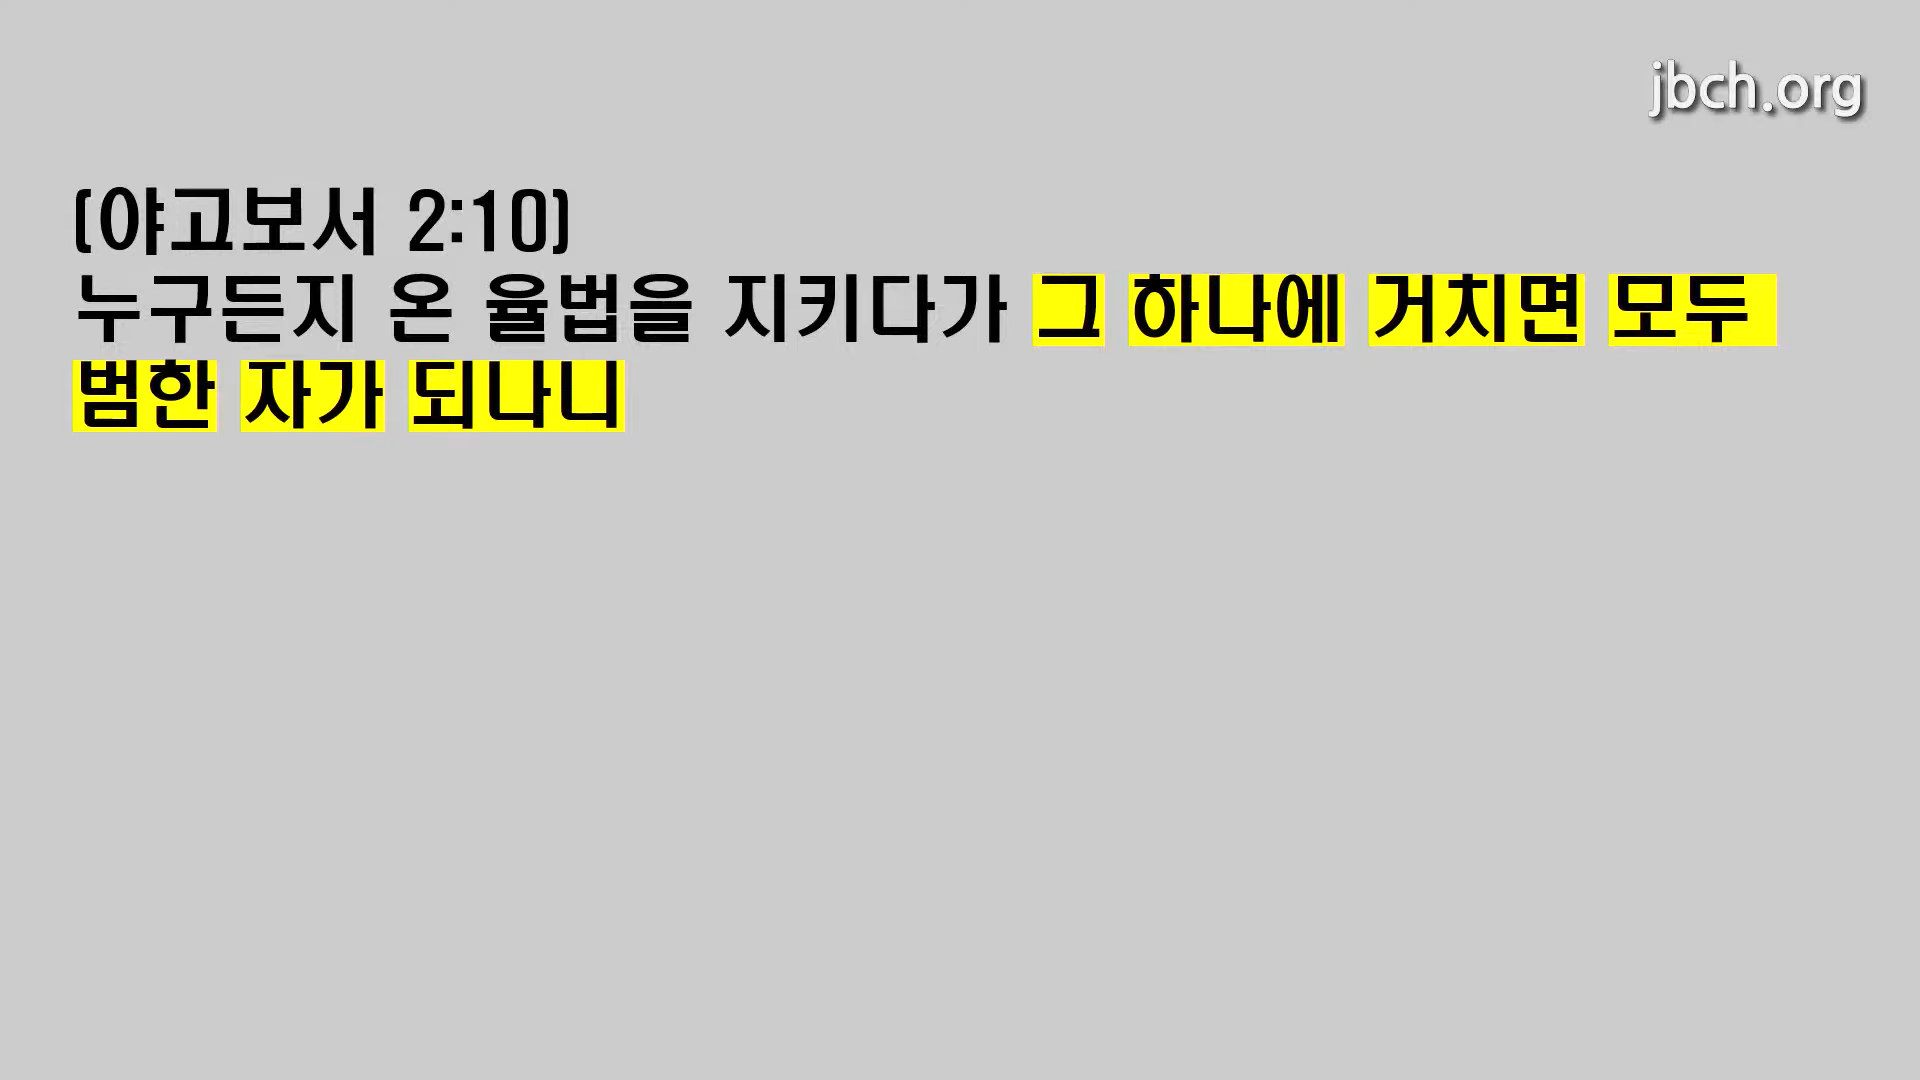 jbch.org
(야고보서 2:10)
누구든지 온 율법을 지키다가 그 하나에 거치면 모두
범한 자가 되나니